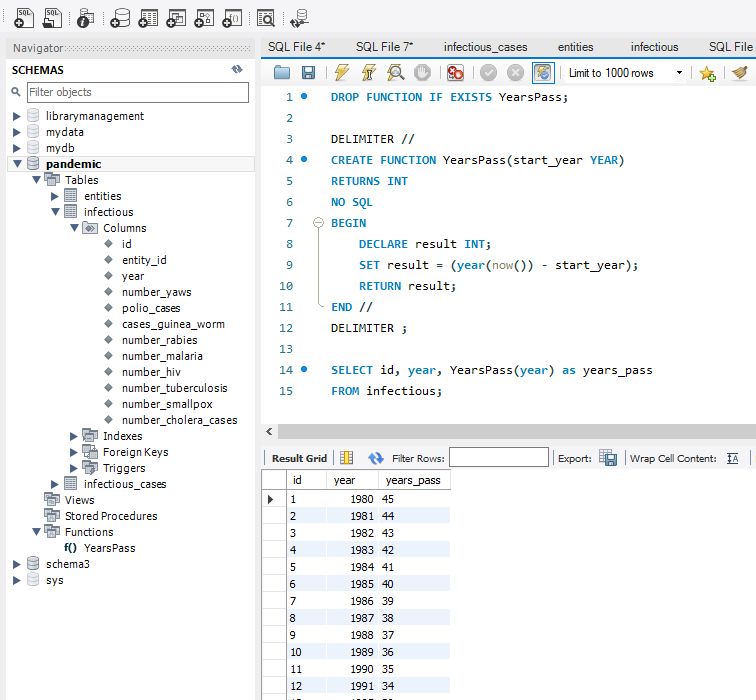 SQL File 4* SQL File 7* infectious_cases entities infectious SQL File
Navigator
SCHEMAS
Filter objects
librarymanagement
mydata
mydb
pandemic
Tables
entities
infectious
Columns
id
entity_id
year
number_yaws
polio_cases
cases_guinea_worm
number_rabies
number_malaria
number_hiv
number_tuberculosis
number_smallpox
number_cholera_cases
Indexes
Foreign Keys
Triggers
infectious_cases
Views
Stored Procedures
Functions
f() YearsPass
schema3
sys
Limit to 1000 rows
1 DROP FUNCTION IF EXISTS YearsPass;
2
3 DELIMITER //
4 CREATE FUNCTION YearsPass(start_year YEAR)
5 RETURNS INT
6 NO SQL
7 BEGIN
8 DECLARE result INT;
9 SET result = (year(now()) - start_year);
10 RETURN result;
11 END //
12 DELIMITER ;
13
14 SELECT id, year, YearsPass(year) as years_pass
15 FROM infectious;
Result Grid Filter Rows: Export: Wrap Cell Content:
id year years_pass
1 1980 45
2 1981 44
3 1982 43
4 1983 42
5 1984 41
6 1985 40
7 1986 39
8 1987 38
9 1988 37
10 1989 36
11 1990 35
12 1991 34